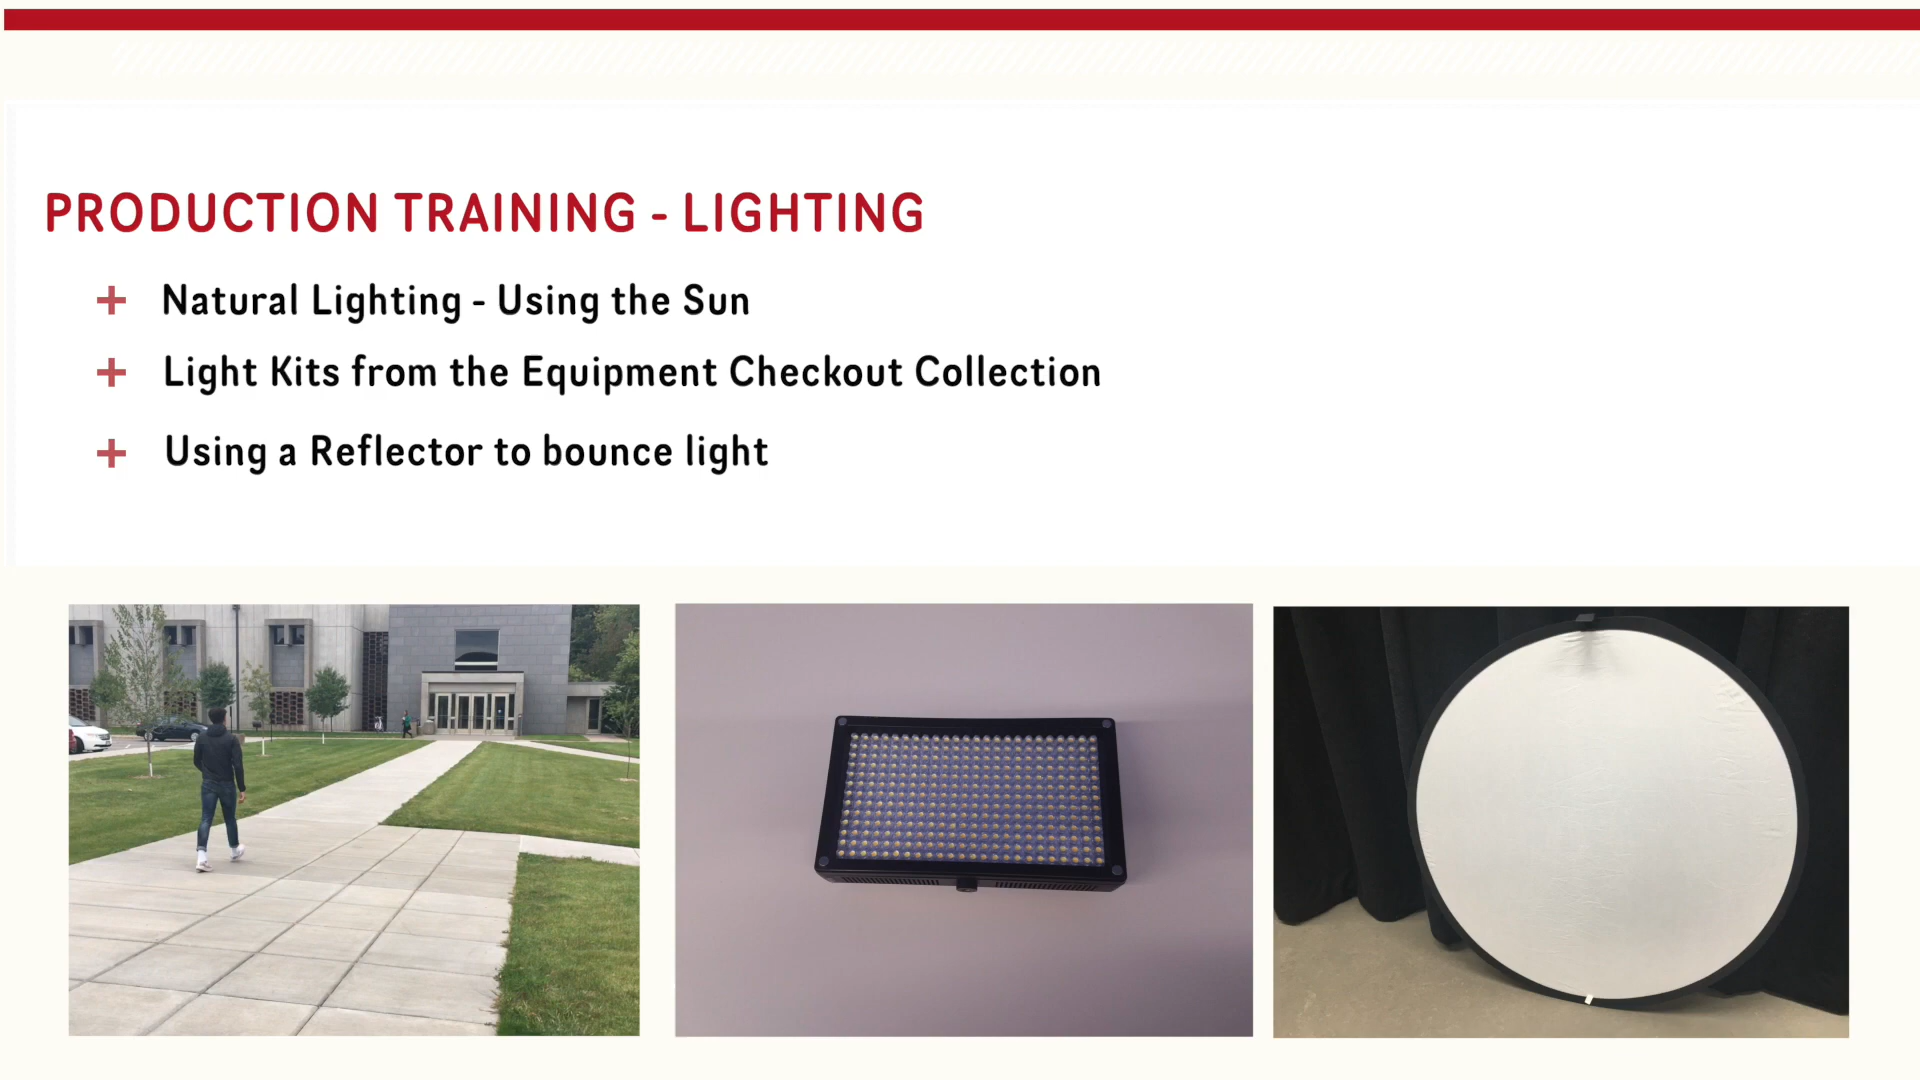 PRODUCTION TRAINING - LIGHTING
+ Natural Lighting - Using the Sun
+ Light Kits from the Equipment Checkout Collection
+ Using a Reflector to bounce light